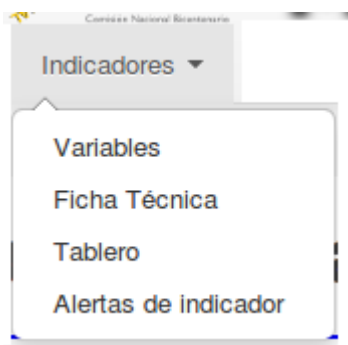 Comisión Nacional Bicentenario
Indicadores
Variables
Ficha Técnica
Tablero
Alertas de indicador